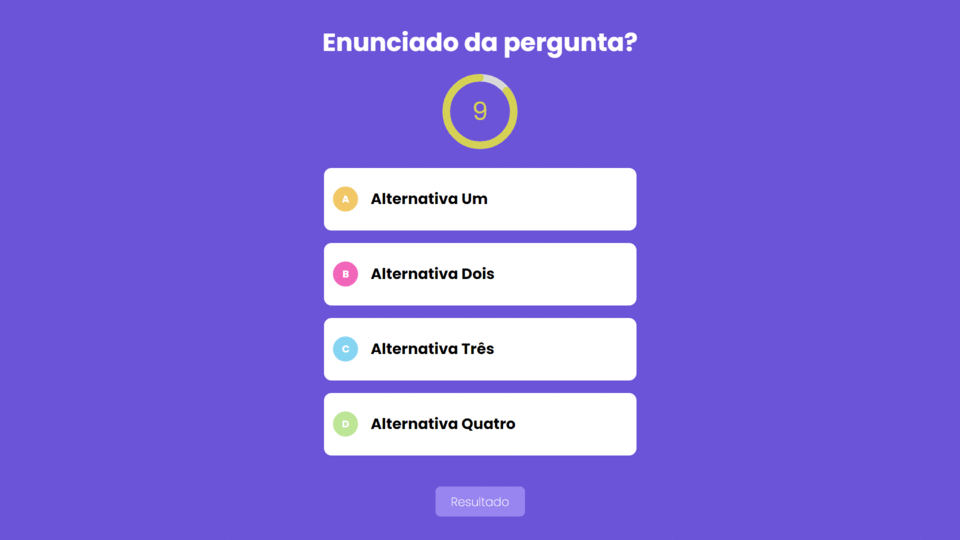 Enunciado da pergunta?
9
A Alternativa Um
B Alternativa Dois
C Alternativa Três
D Alternativa Quatro
Resultado